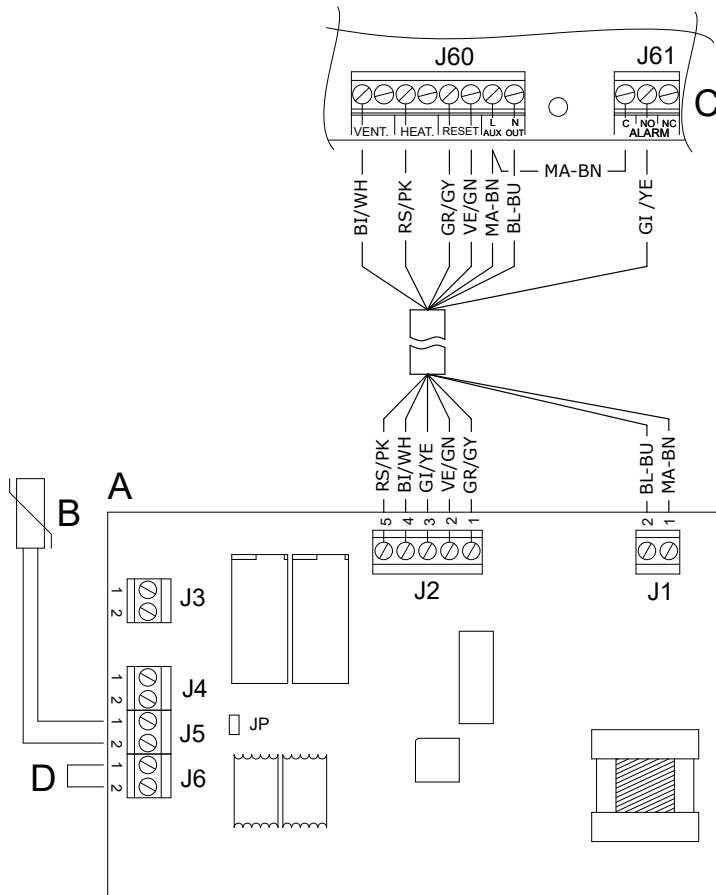 J60
J61
C
L
N
C
NO
NC
VENT.
HEAT.
RESET
AUX
OUT
ALARM
BI/WH
RS/PK
GR/GY
VE/GN
MA-BN
BL-BU
MA-BN
GI /YE
RS/PK
BI/WH
GI/YE
VE/GN
GR/GY
BL-BU
MA-BN
A
B
5
4
3
2
1
2
1
J2
J1
1
2
J3
1
2
J4
1
2
J5
JP
D
1
2
J6